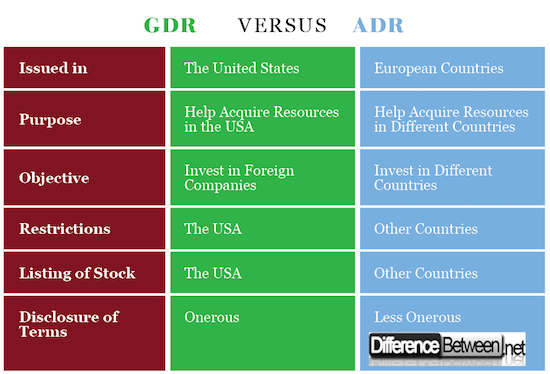 GDR VERSUS ADR
Issued in
The United States
European Countries
Purpose
Help Acquire Resources
in the USA
Help Acquire Resources
in Different Countries
Objective
Invest in Foreign
Companies
Invest in Different
Countries
Restrictions
The USA
Other Countries
Listing of Stock
The USA
Other Countries
Disclosure of
Terms
Onerous
Less Onerous
DifferenceBetween.net